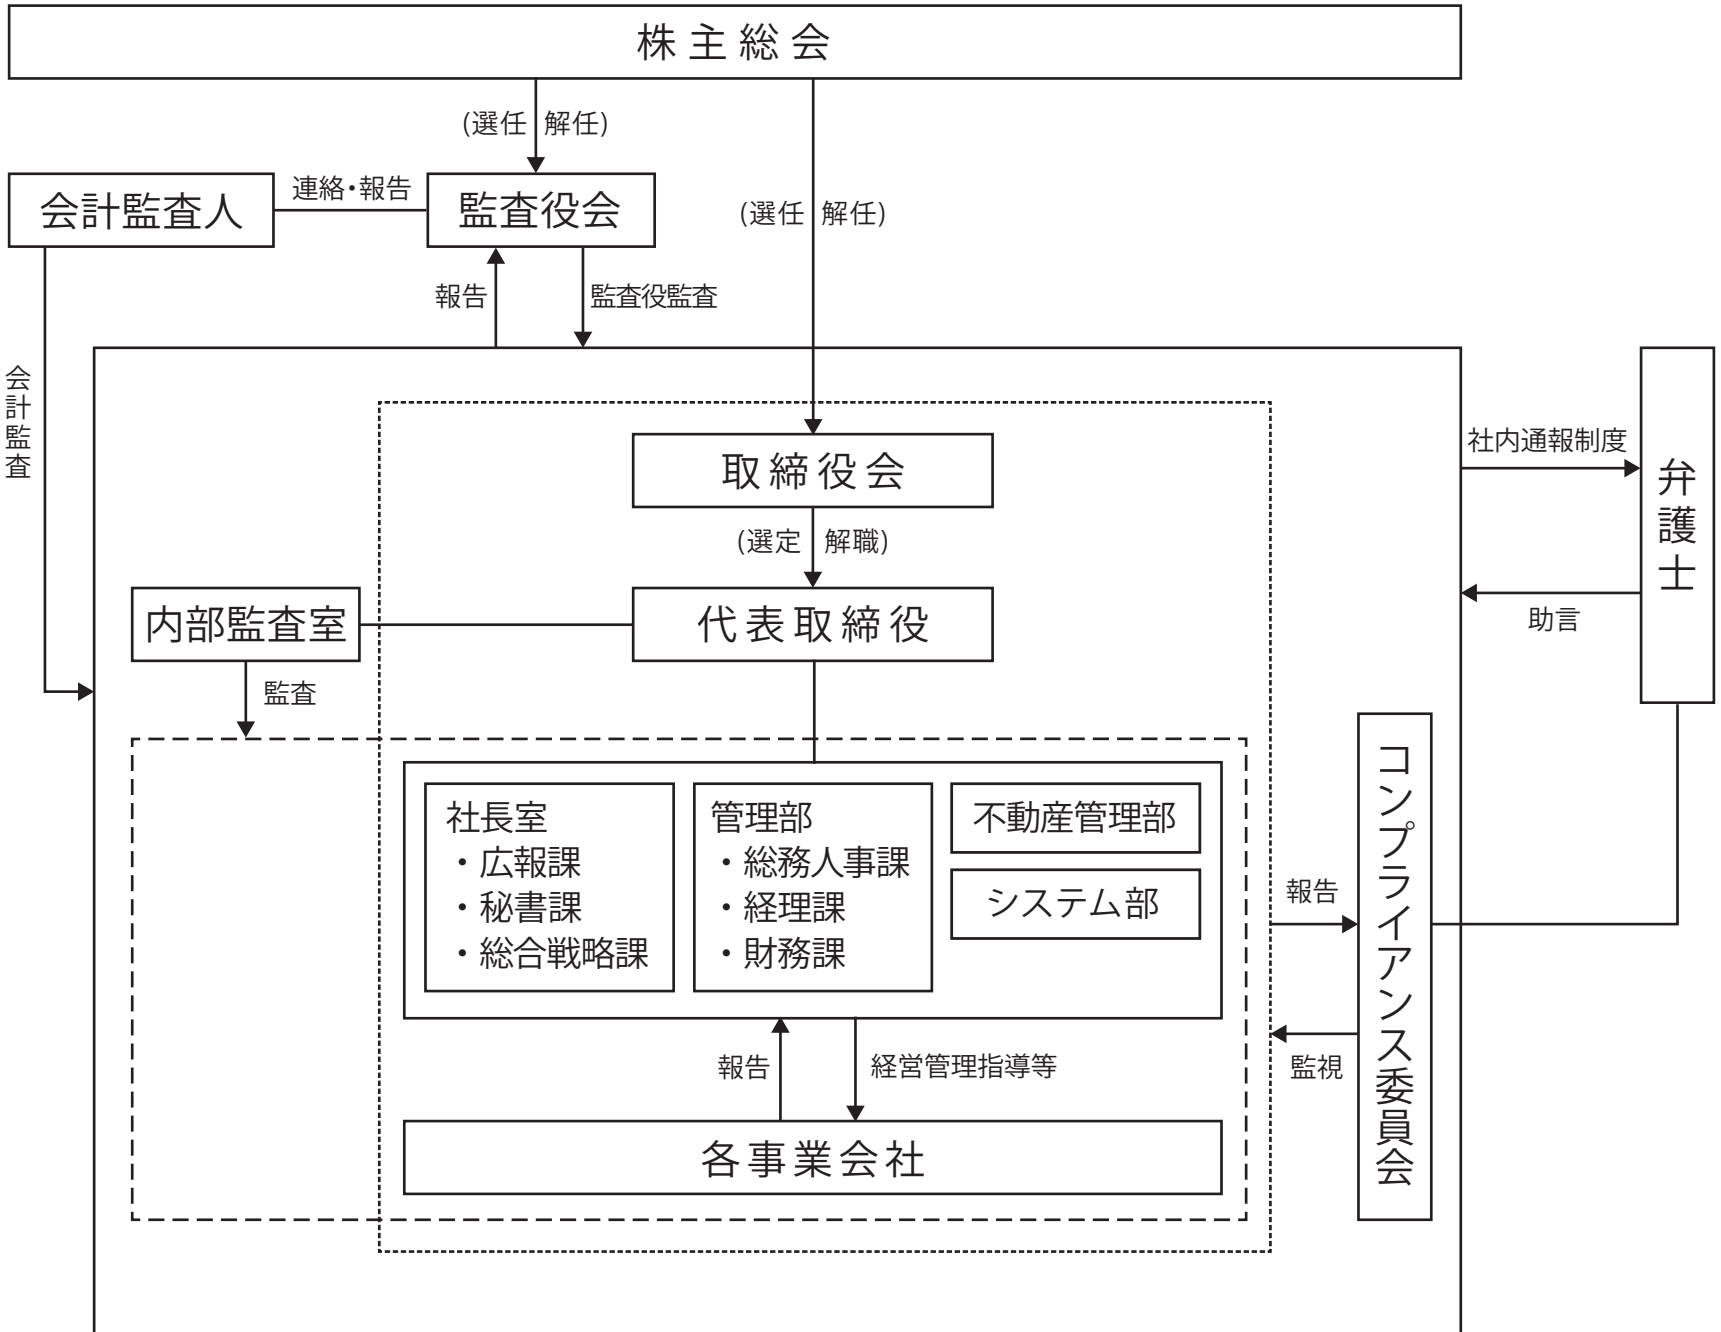 株主総会
(選任 解任)
会計監査人
連絡・報告
監査役会
(選任 解任)
報告
監査役監査
会計監査
取締役会
(選定 解職)
社内通報制度
弁護士
助言
内部監査室
代表取締役
監査
社長室
・広報課
・秘書課
・総合戦略課
管理部
・総務人事課
・経理課
・財務課
不動産管理部
システム部
報告
コンプライアンス委員会
監視
報告
経営管理指導等
各事業会社